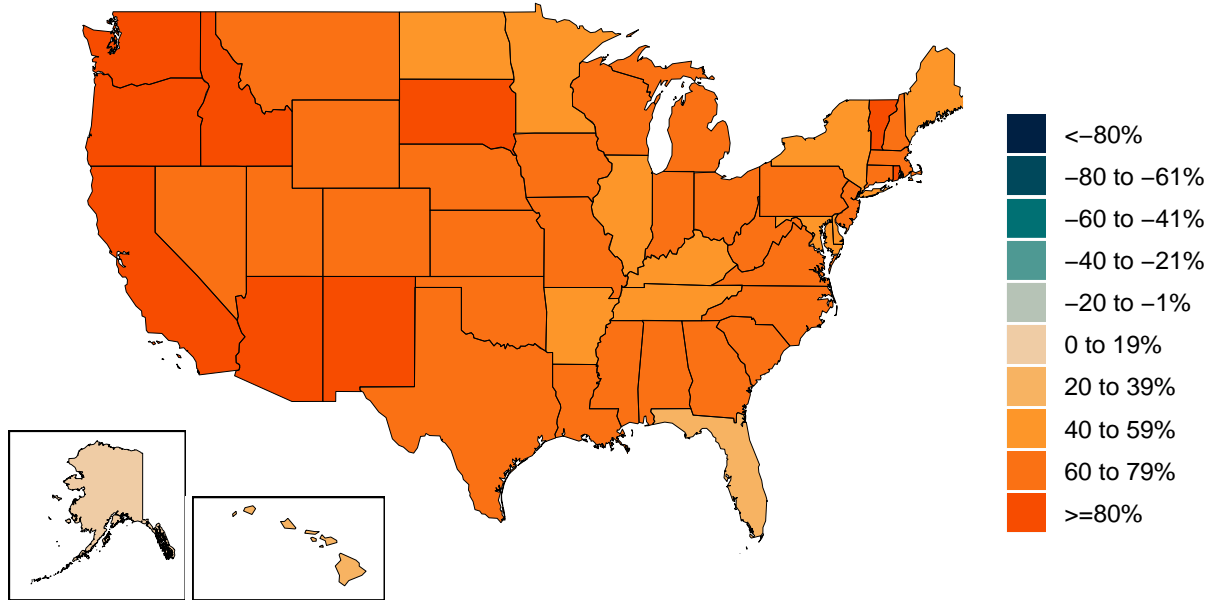 <−80%
−80 to −61%
−60 to −41%
−40 to −21%
−20 to −1%
0 to 19%
20 to 39%
40 to 59%
60 to 79%
>=80%